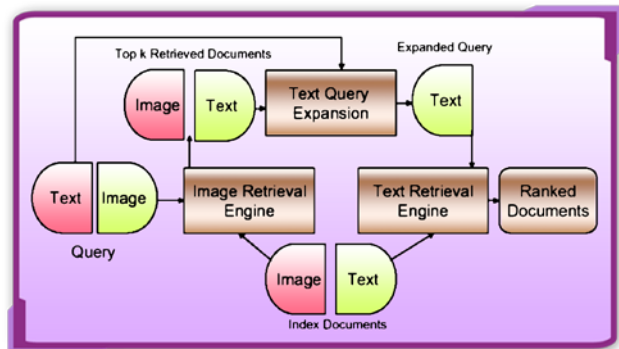 Top k Retrieved Documents
Expanded Query
Image
Text
Text Query
Expansion
Text
Text
Image
Image Retrieval
Engine
Text Retrieval
Engine
Ranked
Documents
Query
Image
Text
Index Documents